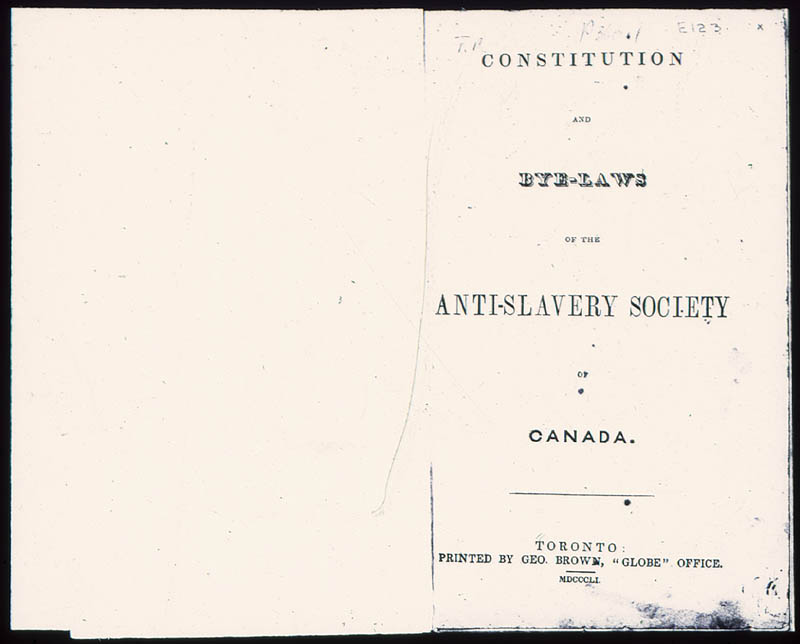 E123 x
CONSTITUTION
AND
BYE-LAWS
OF THE
ANTI-SLAVERY SOCIETY
OF
CANADA.
TORONTO:
PRINTED BY GEO. BROWN, "GLOBE" OFFICE.
MDCCCLI.